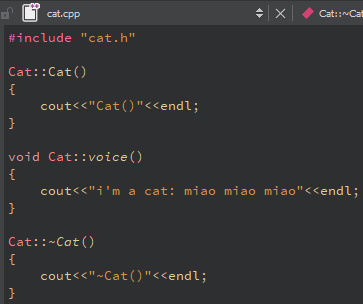 cat.cpp
Cat::~Cat
#include "cat.h"
Cat::Cat()
{
cout<<"Cat()"<<endl;
}
void Cat::voice()
{
cout<<"i'm a cat: miao miao miao"<<endl;
}
Cat::~Cat()
{
cout<<"~Cat()"<<endl;
}